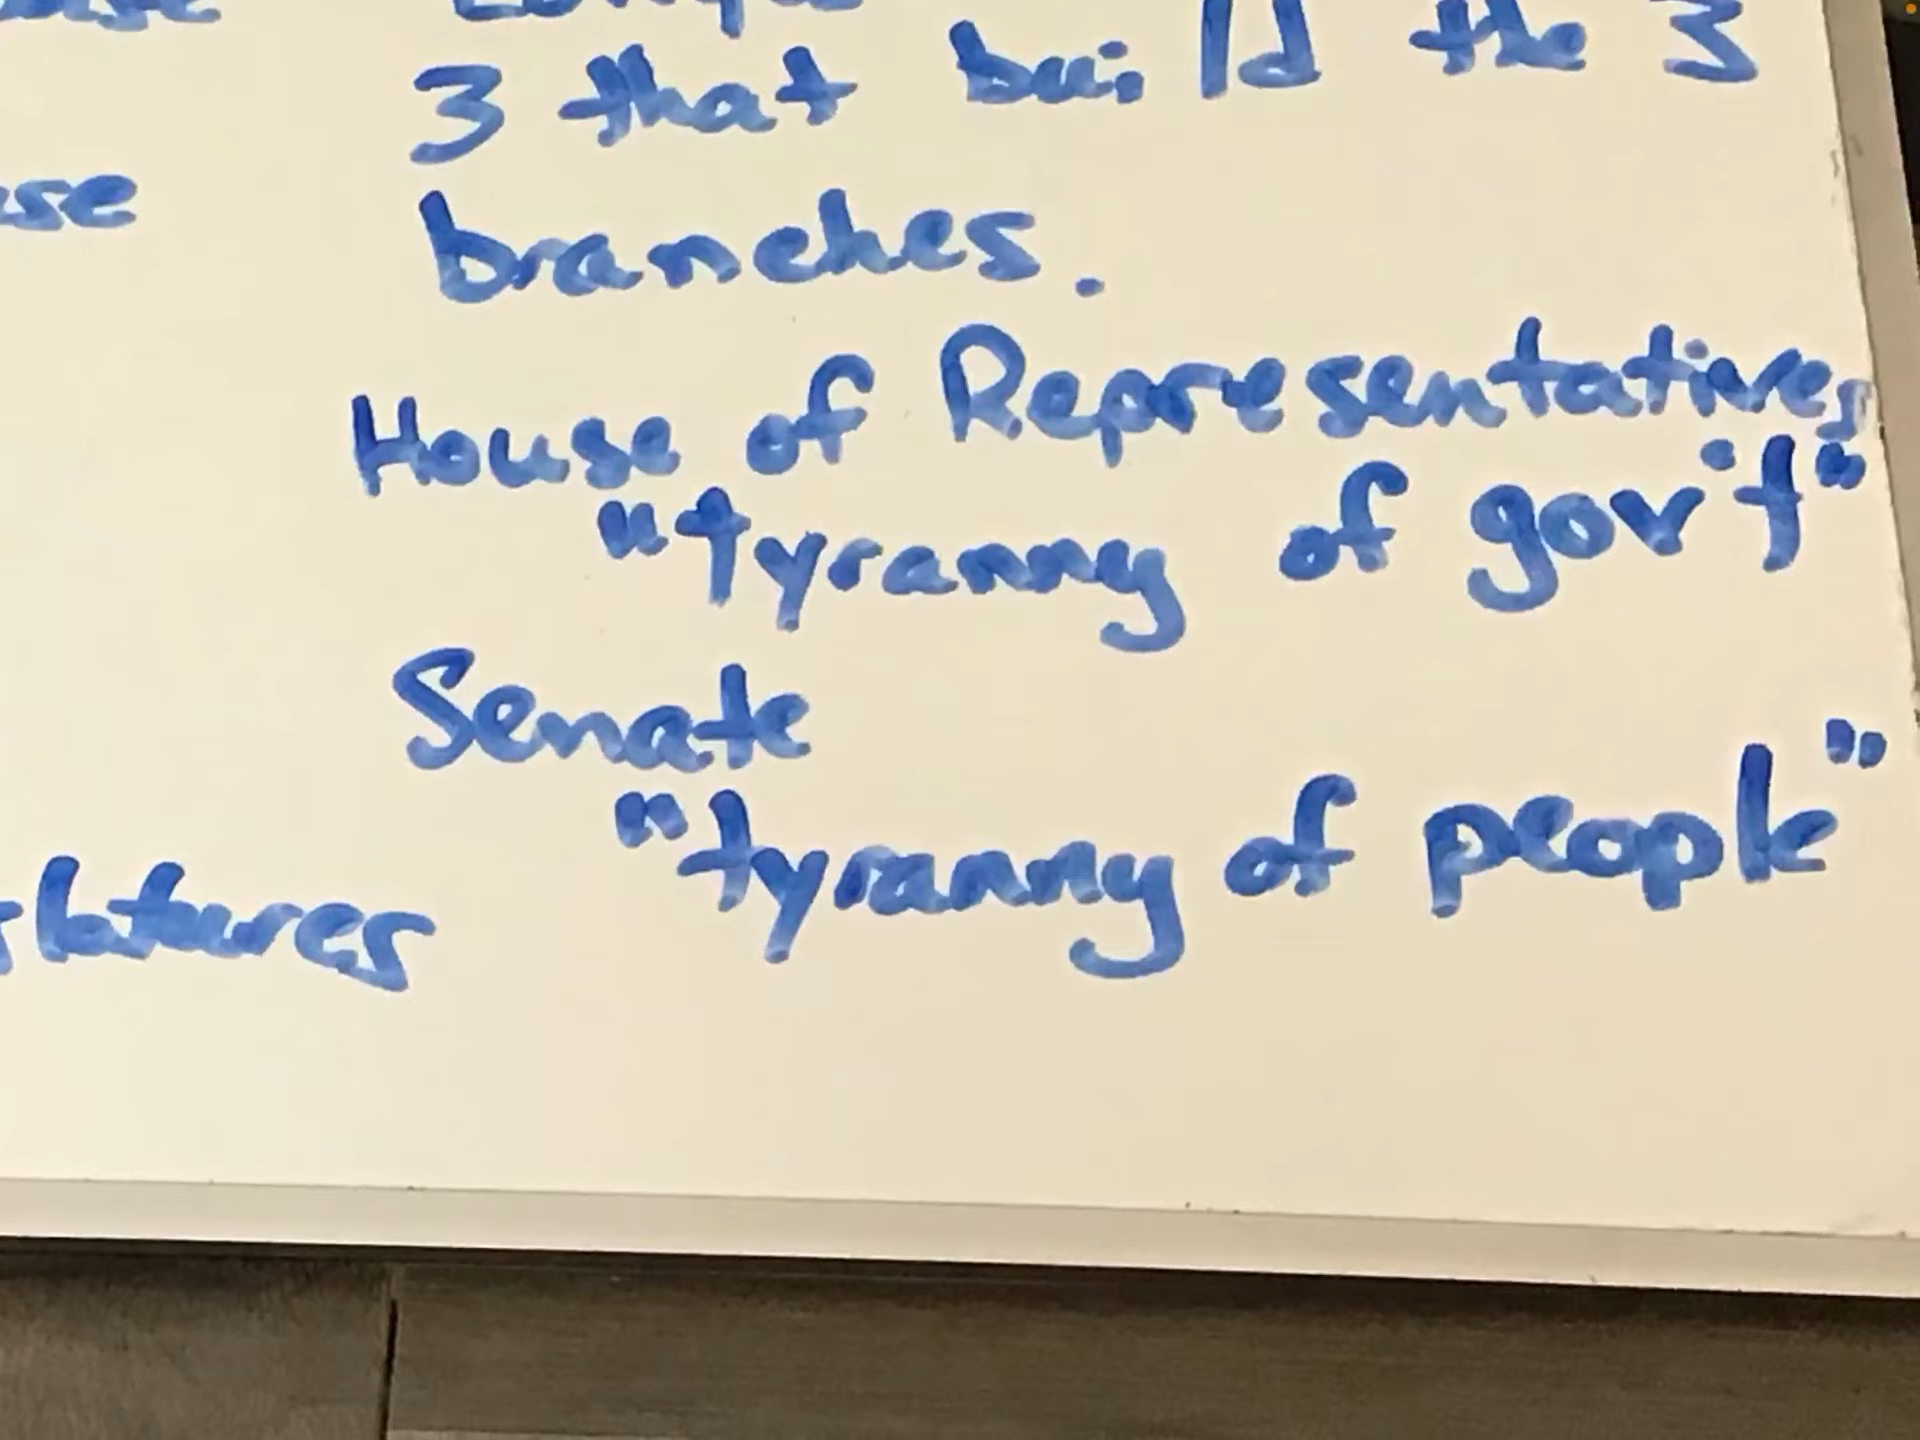 3 that build the 3
branches.
House of Representatives
"tyranny of gov't"
Senate
"tyranny of people"